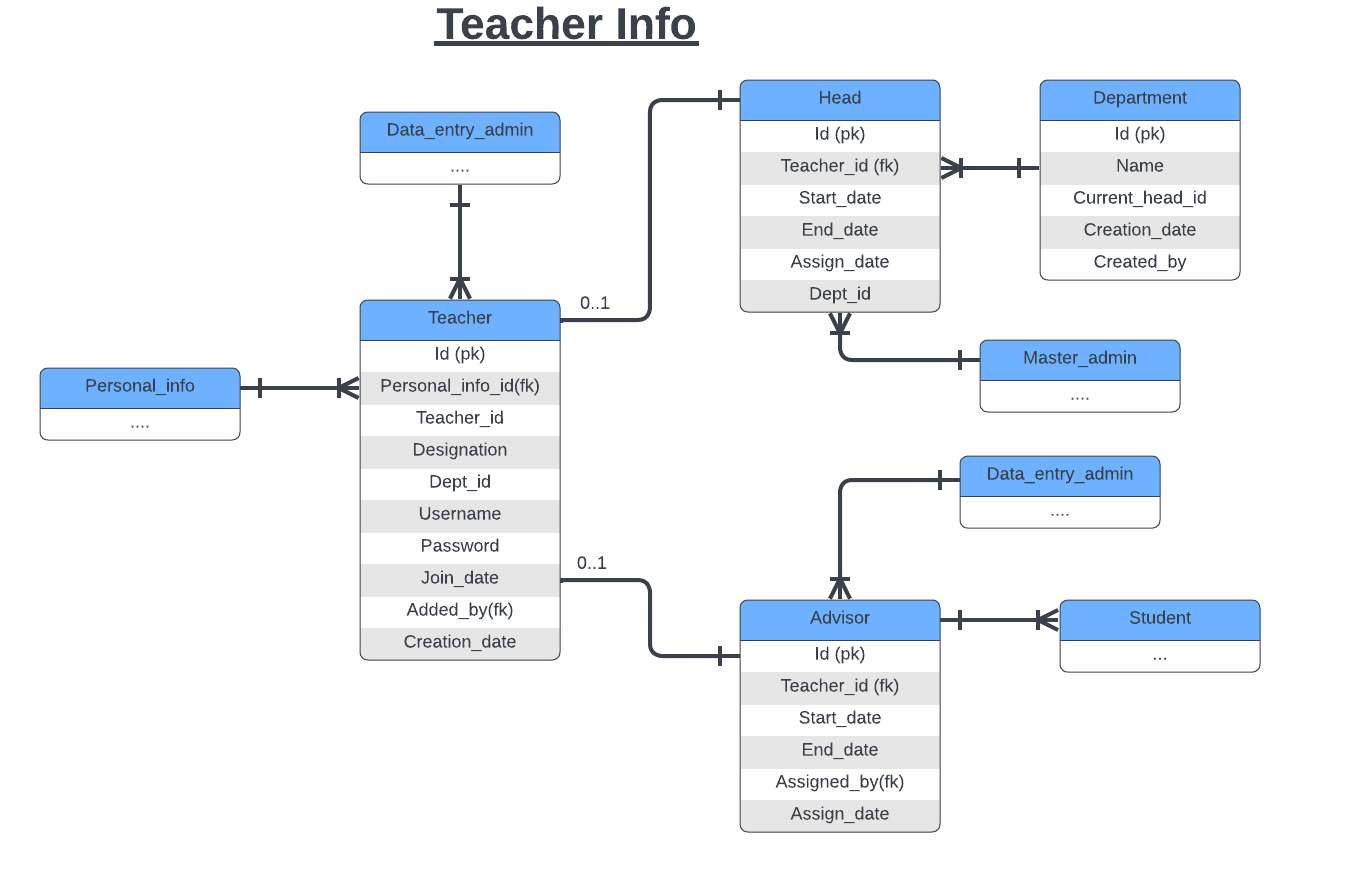 Teacher Info
Data_entry_admin
....
Personal_info
....
Teacher
Id (pk)
Personal_info_id(fk)
Teacher_id
Designation
Dept_id
Username
Password
Join_date
Added_by(fk)
Creation_date
0..1
0..1
Head
Id (pk)
Teacher_id (fk)
Start_date
End_date
Assign_date
Dept_id
Department
Id (pk)
Name
Current_head_id
Creation_date
Created_by
Master_admin
....
Data_entry_admin
....
Advisor
Id (pk)
Teacher_id (fk)
Start_date
End_date
Assigned_by(fk)
Assign_date
Student
...